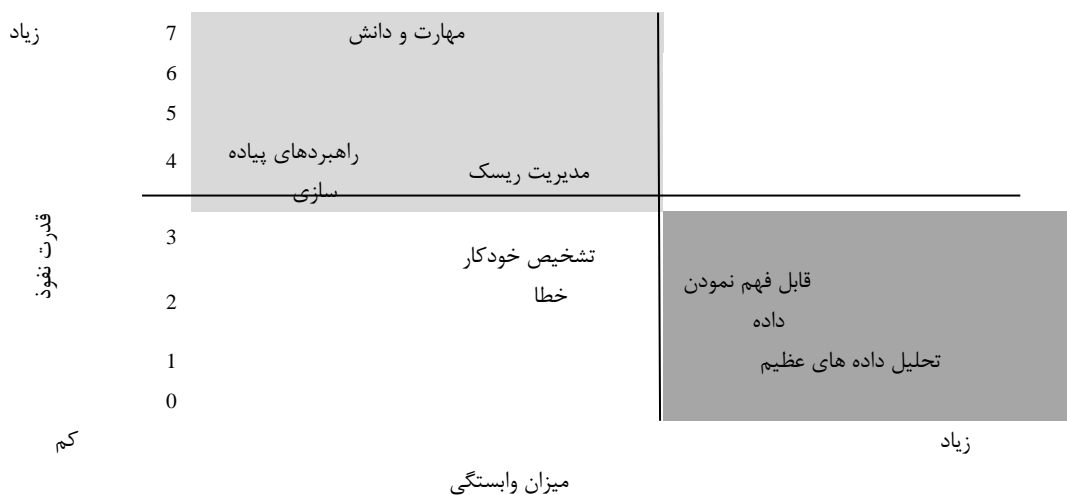 زیاد
7
مهارت و دانش
6
5
4
راهبردهای پیاده
سازی
مدیریت ریسک
قدرت نفوذ
3
تشخیص خودکار
خطا
2
قابل فهم نمودن
داده
1
تحلیل داده های عظیم
0
کم
زیاد
میزان وابستگی